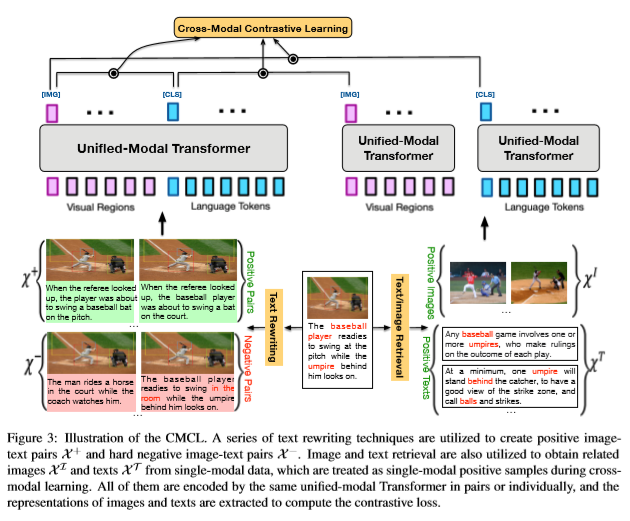 Cross-Modal Contrastive Learning
[IMG]
[CLS]
[IMG]
[CLS]
Unified-Modal Transformer
Unified-Modal
Transformer
Unified-Modal
Transformer
Visual Regions
Language Tokens
Visual Regions
Language Tokens
χ+
When the referee looked
up, the player was about
to swing a baseball bat
on the pitch.
When the referee looked
up, the baseball player
was about to swing a bat
on the court.
...
Positive Pairs
χ-
The man rides a horse
in the court while the
coach watches him.
The baseball player
readies to swing in the
room while the umpire
behind him looks on.
...
Negative Pairs
Text Rewriting
The baseball
player readies
to swing at the
pitch while the
umpire behind
him looks on.
Text/Image Retrieval
Positive Images
...
χI
Positive Texts
Any baseball game involves one or
more umpires, who make rulings
on the outcome of each play.
At a minimum, one umpire will
stand behind the catcher, to have a
good view of the strike zone, and
call balls and strikes.
...
χT
Figure 3: Illustration of the CMCL. A series of text rewriting techniques are utilized to create positive image-
text pairs X+ and hard negative image-text pairs X−. Image and text retrieval are also utilized to obtain related
images XI and texts XT from single-modal data, which are treated as single-modal positive samples during cross-
modal learning. All of them are encoded by the same unified-modal Transformer in pairs or individually, and the
representations of images and texts are extracted to compute the contrastive loss.